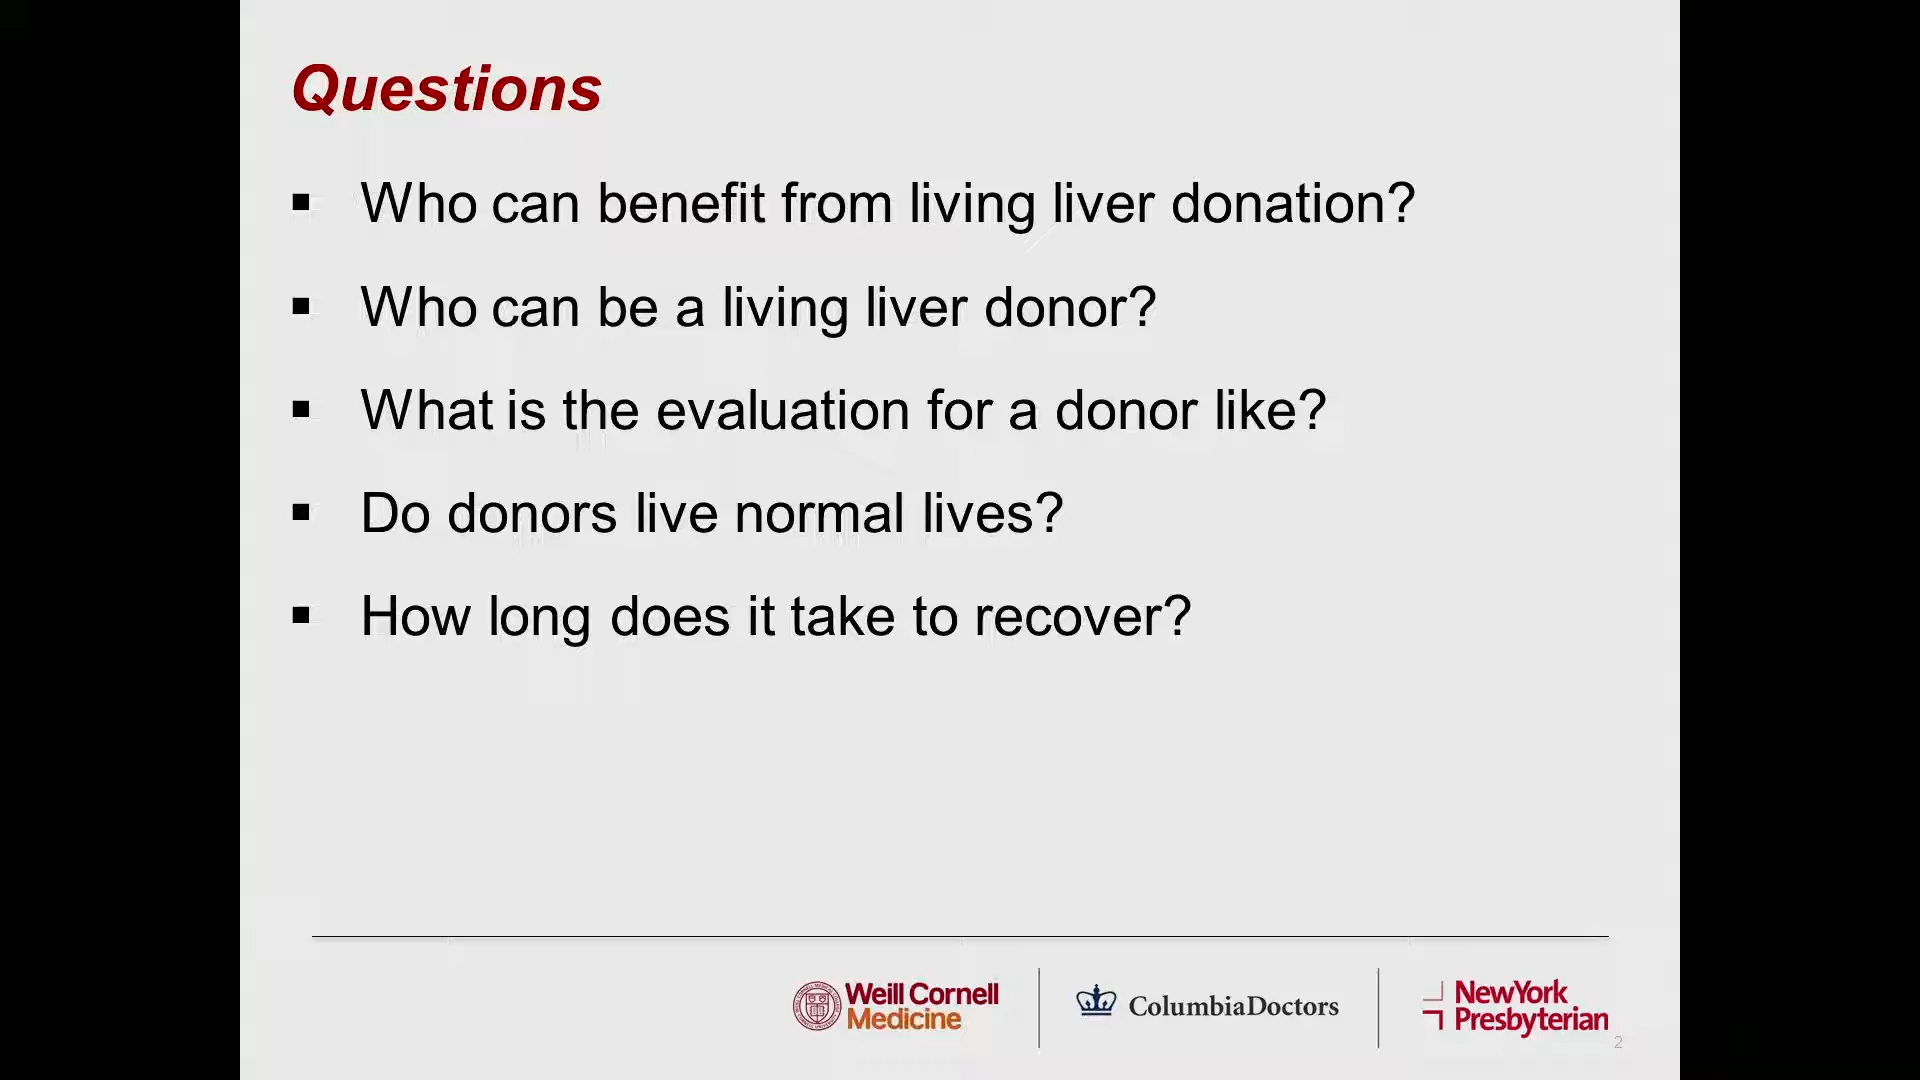 Questions
▪ Who can benefit from living liver donation?
▪ Who can be a living liver donor?
▪ What is the evaluation for a donor like?
▪ Do donors live normal lives?
▪ How long does it take to recover?
Weill Cornell
Medicine
ColumbiaDoctors
NewYork
Presbyterian
2